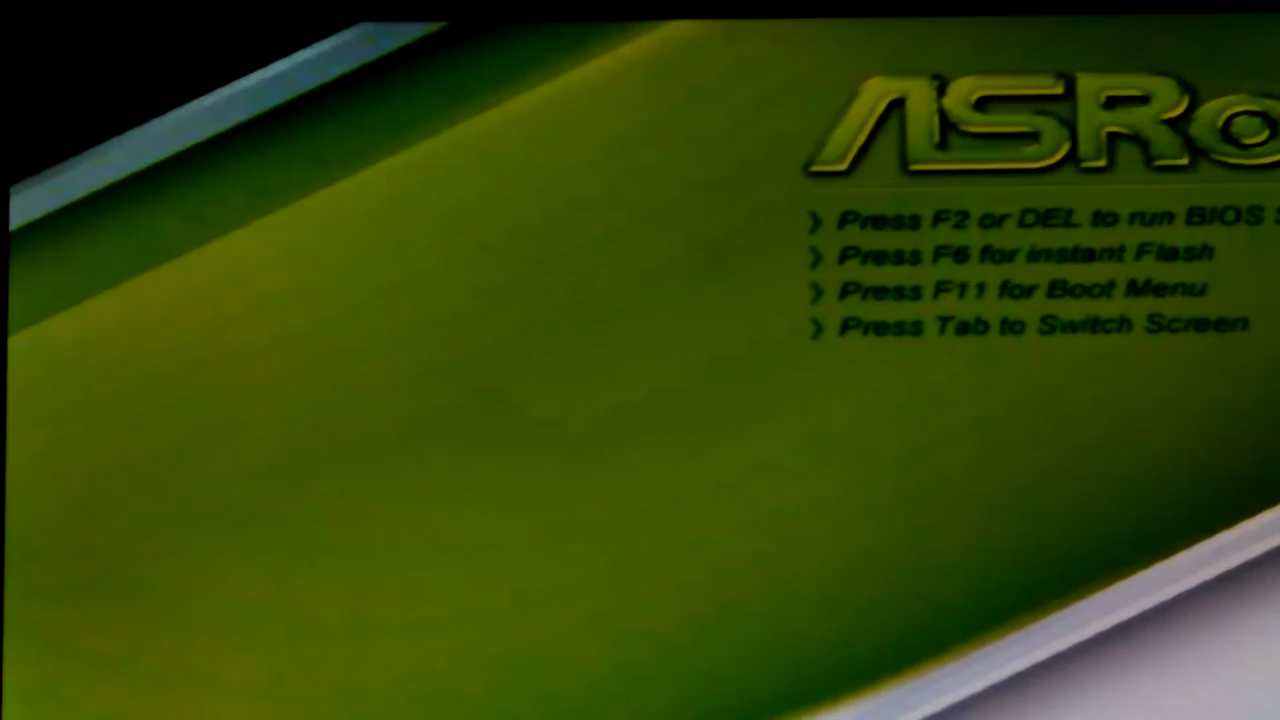 ASRo
> Press F2 or DEL to run BIOS
> Press F6 for instant Flash
> Press F11 for Boot Menu
> Press Tab to Switch Screen